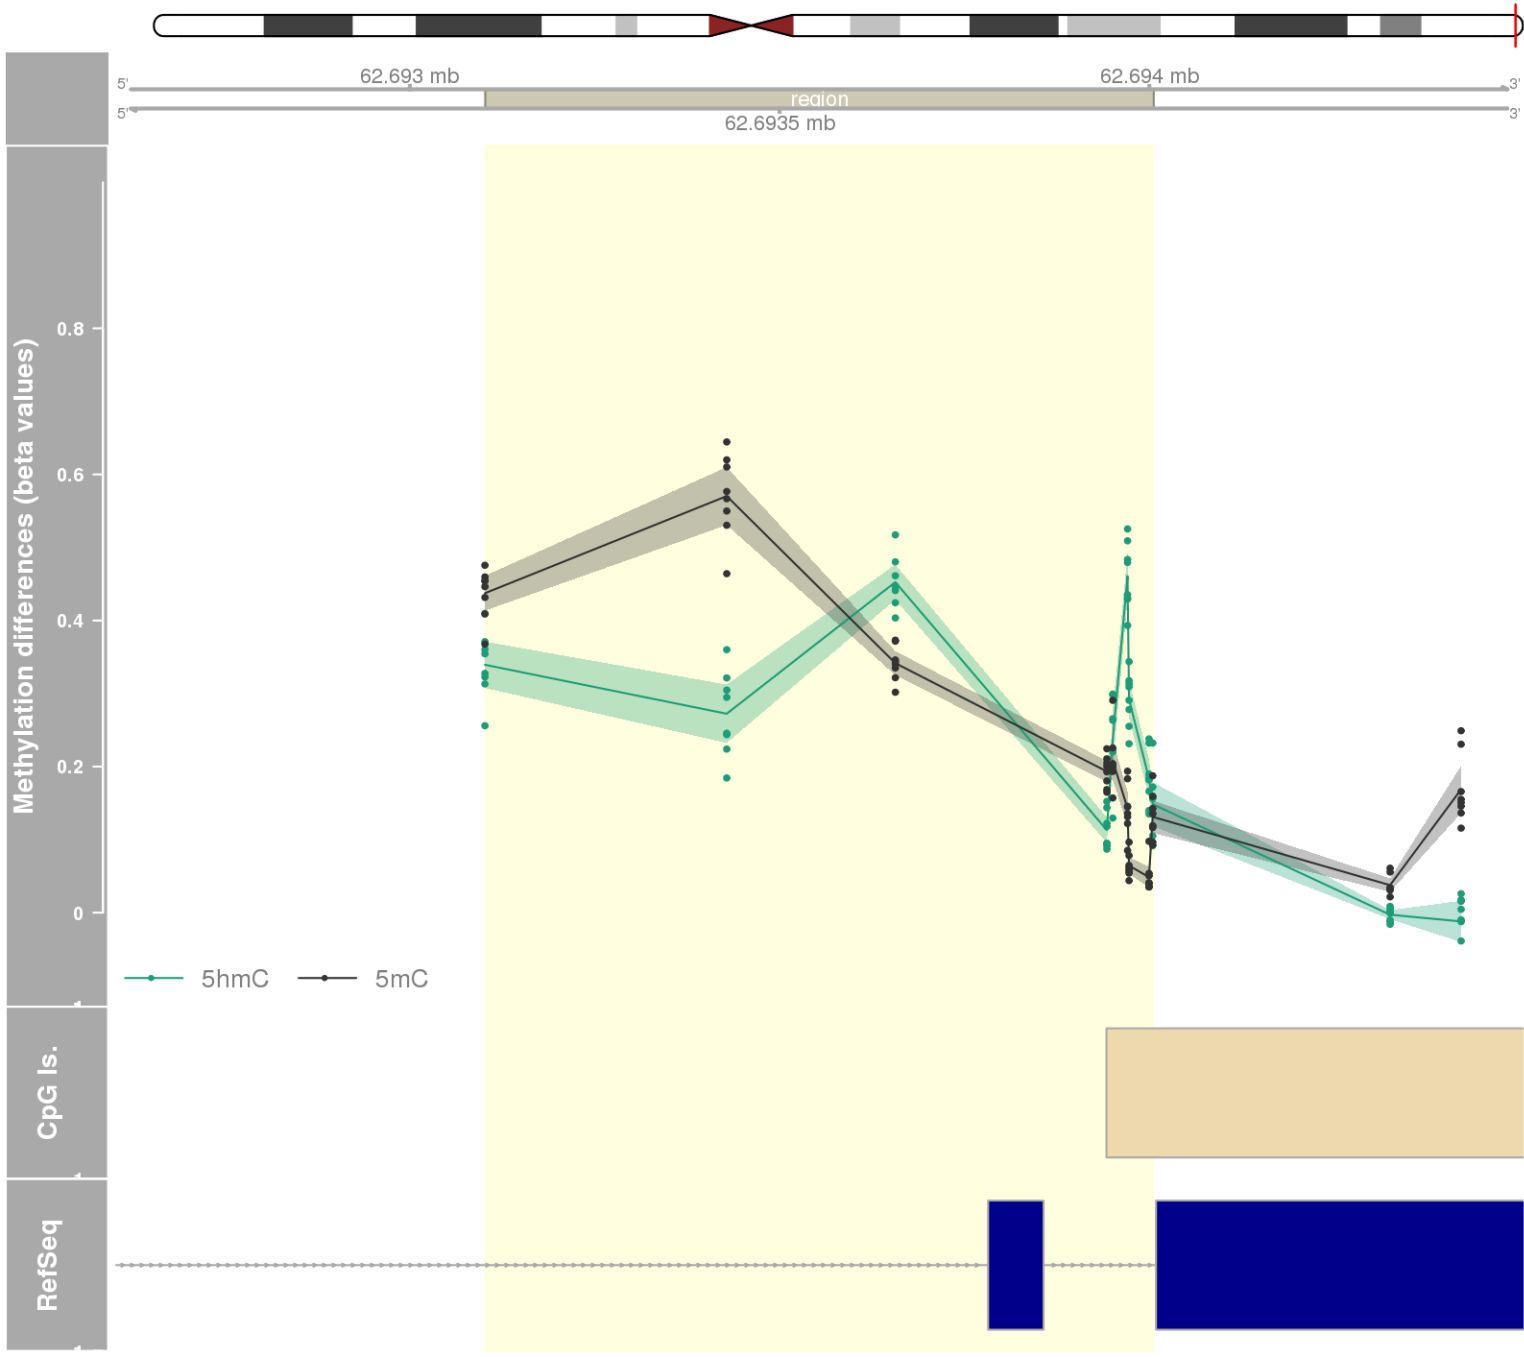 62.693 mb
62.694 mb
5'
3'
region
5'
3'
62.6935 mb
Methylation differences (beta values)
0.8
0.6
0.4
0.2
0
5hmC
5mC
CpG Is.
RefSeq